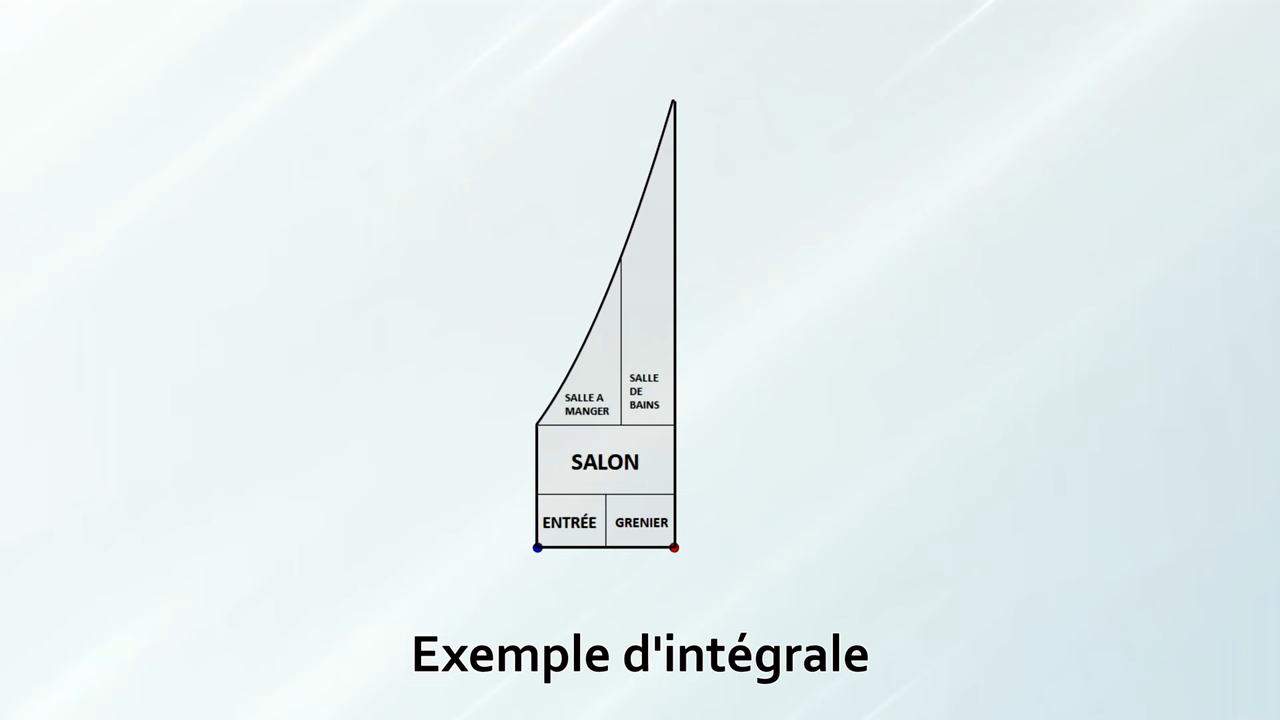 SALLE A
MANGER
SALLE
DE
BAINS
SALON
ENTRÉE
GRENIER
Exemple d'intégrale